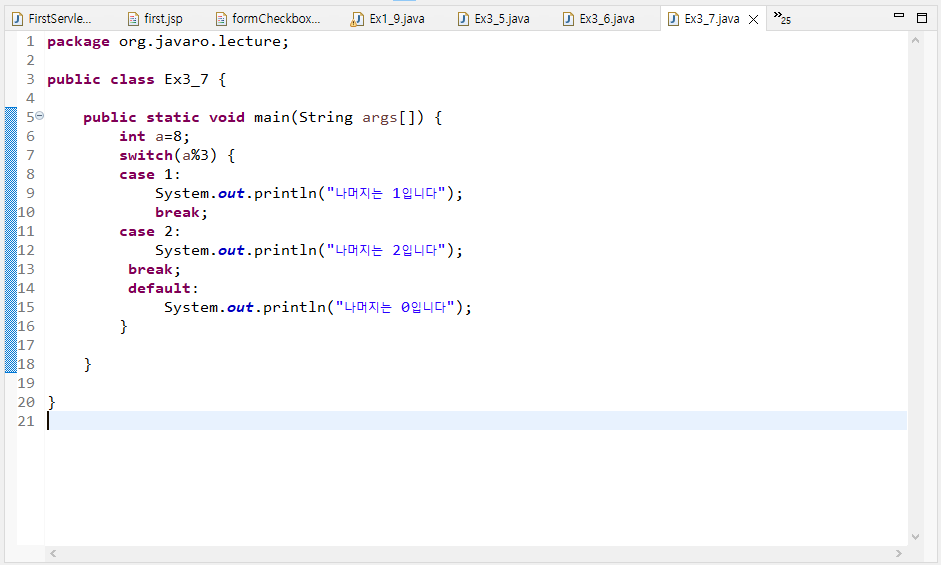 FirstServle... first.jsp formCheckbox... Ex1_9.java Ex3_5.java Ex3_6.java Ex3_7.java »25
1 package org.javaro.lecture;
2
3 public class Ex3_7 {
4
5 public static void main(String args[]) {
6 int a=8;
7 switch(a%3) {
8 case 1:
9 System.out.println("나머지는 1입니다");
10 break;
11 case 2:
12 System.out.println("나머지는 2입니다");
13 break;
14 default:
15 System.out.println("나머지는 0입니다");
16 }
17
18 }
19
20 }
21